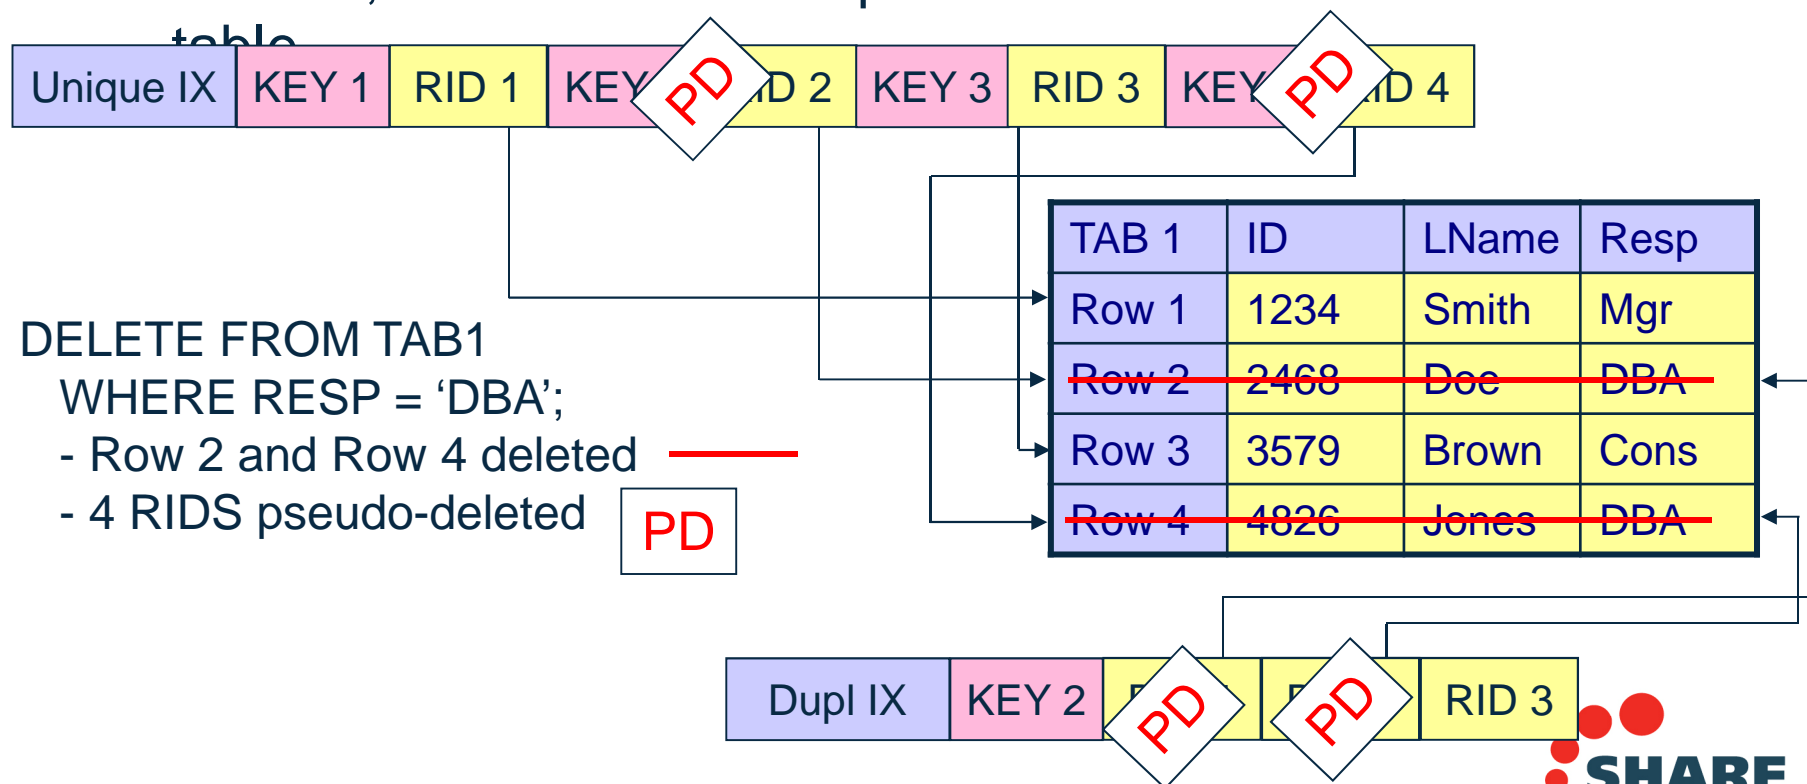 table
Unique IX KEY 1 RID 1 KEY PD ID 2 KEY 3 RID 3 KEY PD RID 4
TAB 1 ID LName Resp
Row 1 1234 Smith Mgr
Row 2 2468 Doe DBA
Row 3 3579 Brown Cons
Row 4 4826 Jones DBA
DELETE FROM TAB1
WHERE RESP = ‘DBA’;
- Row 2 and Row 4 deleted
- 4 RIDS pseudo-deleted PD
Dupl IX KEY 2 PD PD RID 3
SHARE